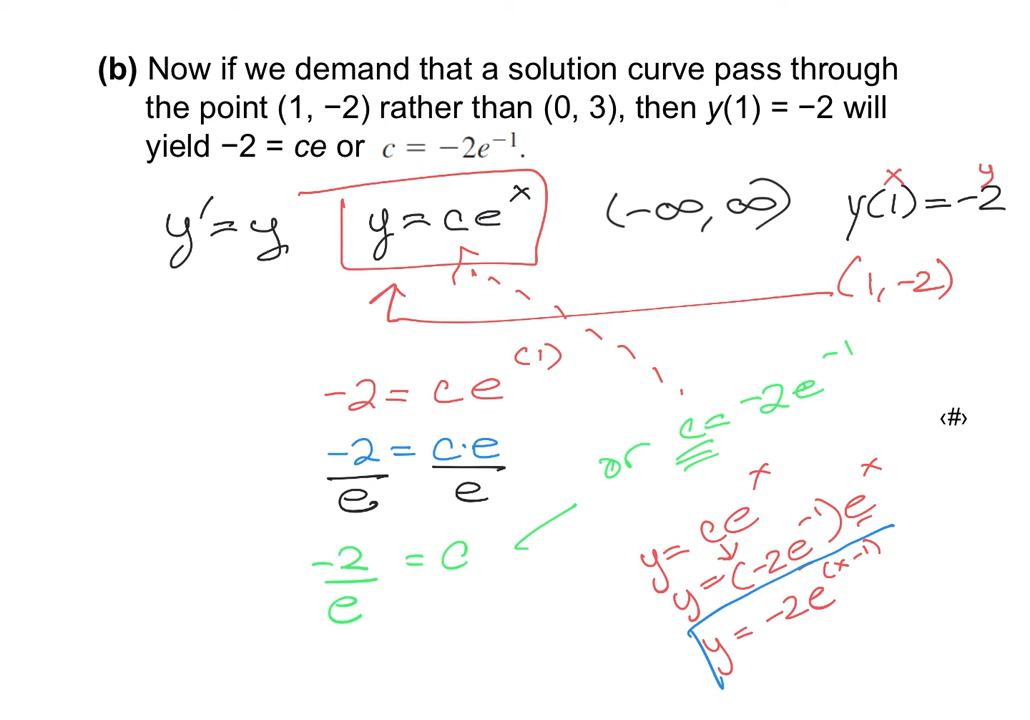 (b) Now if we demand that a solution curve pass through
the point (1, −2) rather than (0, 3), then y(1) = −2 will
yield −2 = ce or c = −2e⁻¹.
x y
y' = y, y = ce^x (-∞, ∞) y(1) = -2
(1, -2)
-2 = ce^(1)
-2 = c·e
e e
or c = -2e^-1
‹#›
-2/e = c
y = ce^x
y = (-2e^-1)e^x
y = -2e^(x-1)